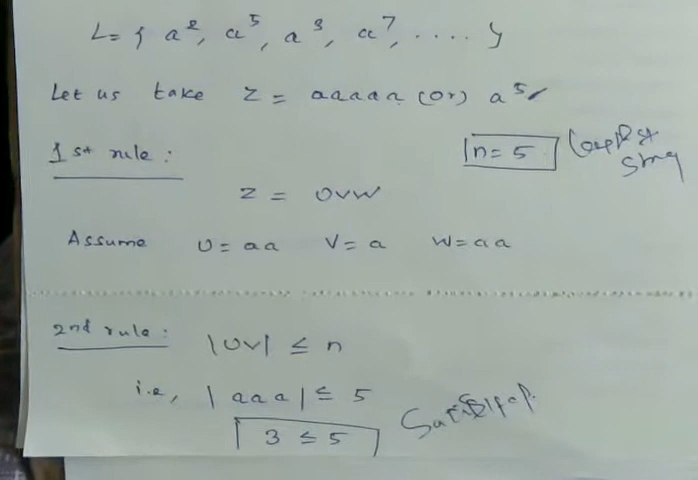 L = { a², a⁵, a³, a⁷, .... }
Let us take Z = aaaaa (or) a⁵
1st rule :
n = 5
Z = UVW
Assume U = aa V = a W = aa
2nd rule :
|UV| ≤ n
i.e, |aaa| ≤ 5
3 ≤ 5